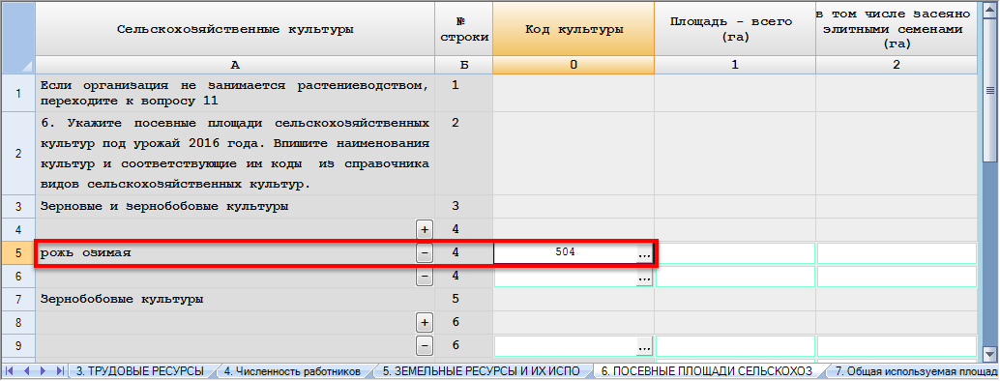 Сельскохозяйственные культуры
№
строки
Код культуры
Площадь - всего
(га)
в том числе засеяно
элитными семенами
(га)
А
Б
0
1
2
1
Если организация не занимается растениеводством,
переходите к вопросу 11
1
2
6. Укажите посевные площади сельскохозяйственных
культур под урожай 2016 года. Впишите наименования
культур и соответствующие им коды из справочника
видов сельскохозяйственных культур.
2
3
Зерновые и зернобобовые культуры
3
4
+
4
5
рожь озимая
-
4
504
...
6
-
4
...
7
Зернобобовые культуры
5
8
+
6
9
-
6
...
3. ТРУДОВЫЕ РЕСУРСЫ
4. Численность работников
5. ЗЕМЕЛЬНЫЕ РЕСУРСЫ И ИХ ИСПО
6. ПОСЕВНЫЕ ПЛОЩАДИ СЕЛЬСКОХОЗ
7. Общая используемая площад